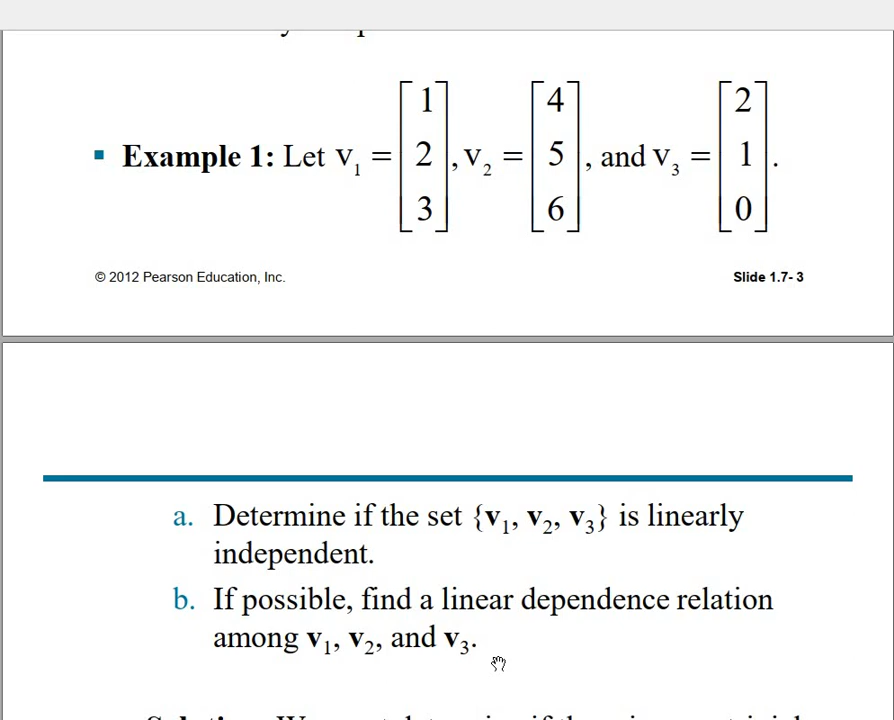 Example 1: Let v₁ = [1 2 3], v₂ = [4 5 6], and v₃ = [2 1 0].
© 2012 Pearson Education, Inc. Slide 1.7- 3
a. Determine if the set {v₁, v₂, v₃} is linearly
independent.
b. If possible, find a linear dependence relation
among v₁, v₂, and v₃.